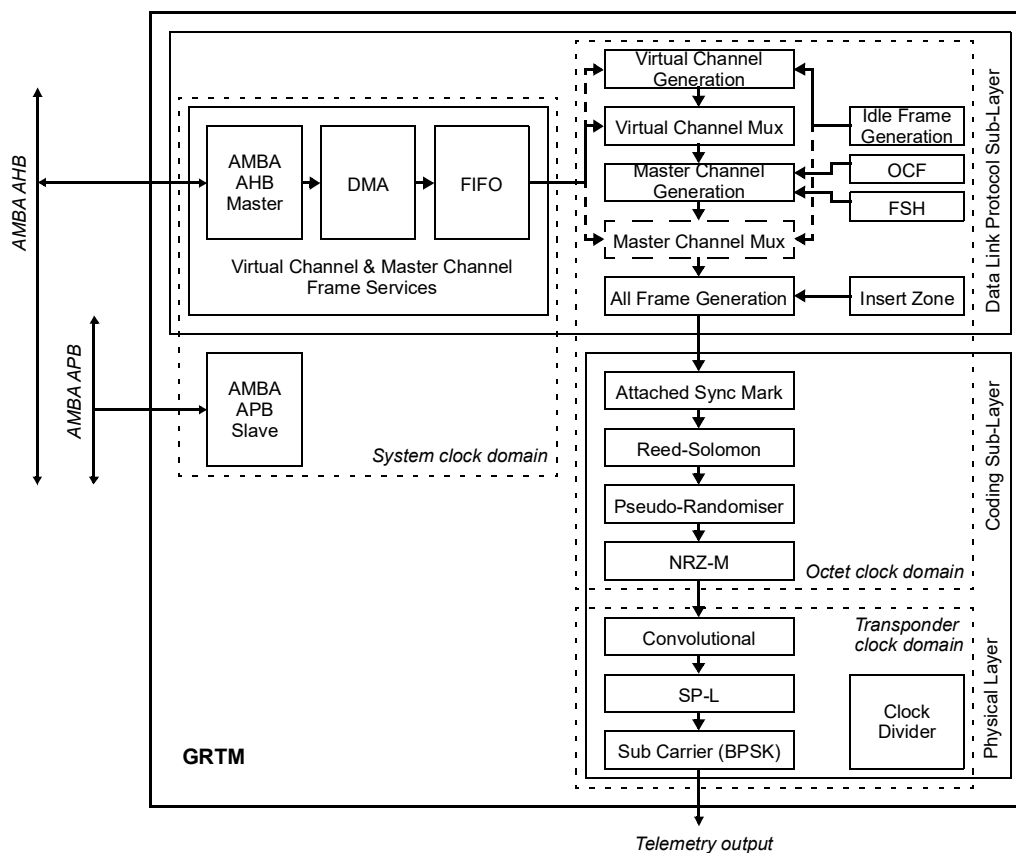 Virtual Channel
Generation
Virtual Channel Mux
Idle Frame
Generation
Master Channel
Generation
OCF
FSH
Master Channel Mux
All Frame Generation
Insert Zone
Data Link Protocol Sub-Layer
AMBA AHB
AMBA
AHB
Master
DMA
FIFO
Virtual Channel & Master Channel
Frame Services
AMBA APB
AMBA
APB
Slave
System clock domain
Attached Sync Mark
Reed-Solomon
Pseudo-Randomiser
NRZ-M
Octet clock domain
Coding Sub-Layer
Convolutional
Transponder
clock domain
SP-L
Sub Carrier (BPSK)
Clock
Divider
Physical Layer
GRTM
Telemetry output